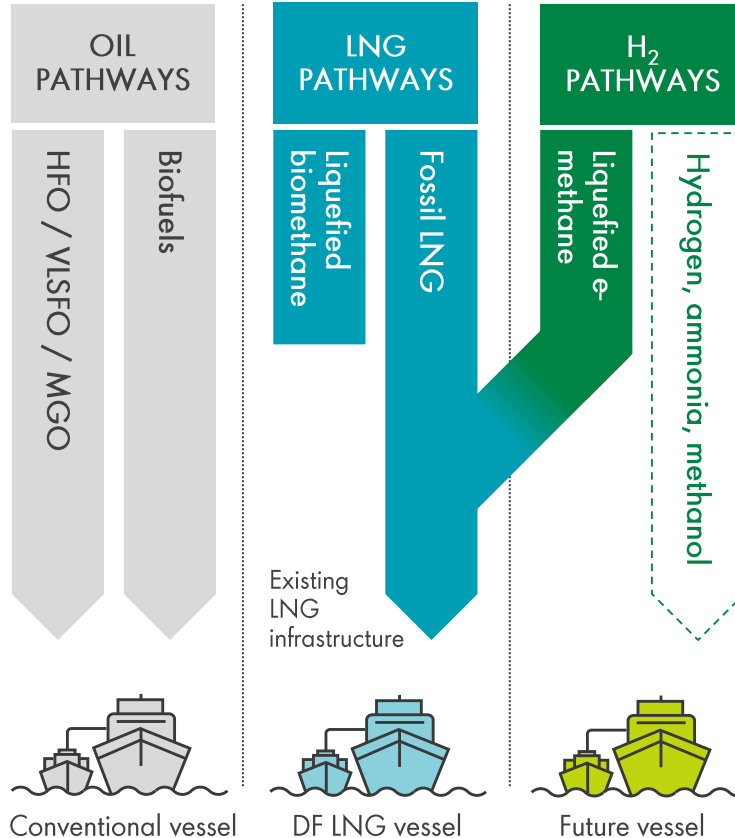 OIL
PATHWAYS
LNG
PATHWAYS
H₂
PATHWAYS
HFO / VLSFO / MGO
Biofuels
Liquefied
biomethane
Fossil LNG
Liquefied e-
methane
Hydrogen, ammonia, methanol
Existing
LNG
infrastructure
Conventional vessel
DF LNG vessel
Future vessel